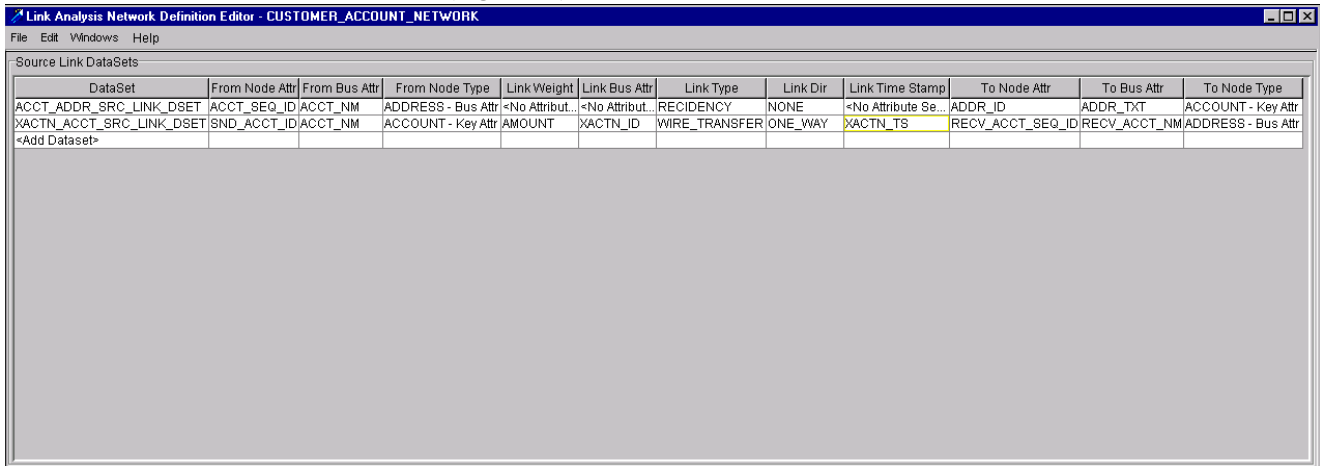 Link Analysis Network Definition Editor - CUSTOMER_ACCOUNT_NETWORK
File Edit Windows Help
Source Link DataSets
DataSet From Node Attr From Bus Attr From Node Type Link Weight Link Bus Attr Link Type Link Dir Link Time Stamp To Node Attr To Bus Attr To Node Type
ACCT_ADDR_SRC_LINK_DSET ACCT_SEQ_ID ACCT_NM ADDRESS - Bus Attr <No Attribut... <No Attribut... RECIDENCY NONE <No Attribute Se... ADDR_ID ADDR_TXT ACCOUNT - Key Attr
XACTN_ACCT_SRC_LINK_DSET SND_ACCT_ID ACCT_NM ACCOUNT - Key Attr AMOUNT XACTN_ID WIRE_TRANSFER ONE_WAY XACTN_TS RECV_ACCT_SEQ_ID RECV_ACCT_NM ADDRESS - Bus Attr
<Add Dataset>